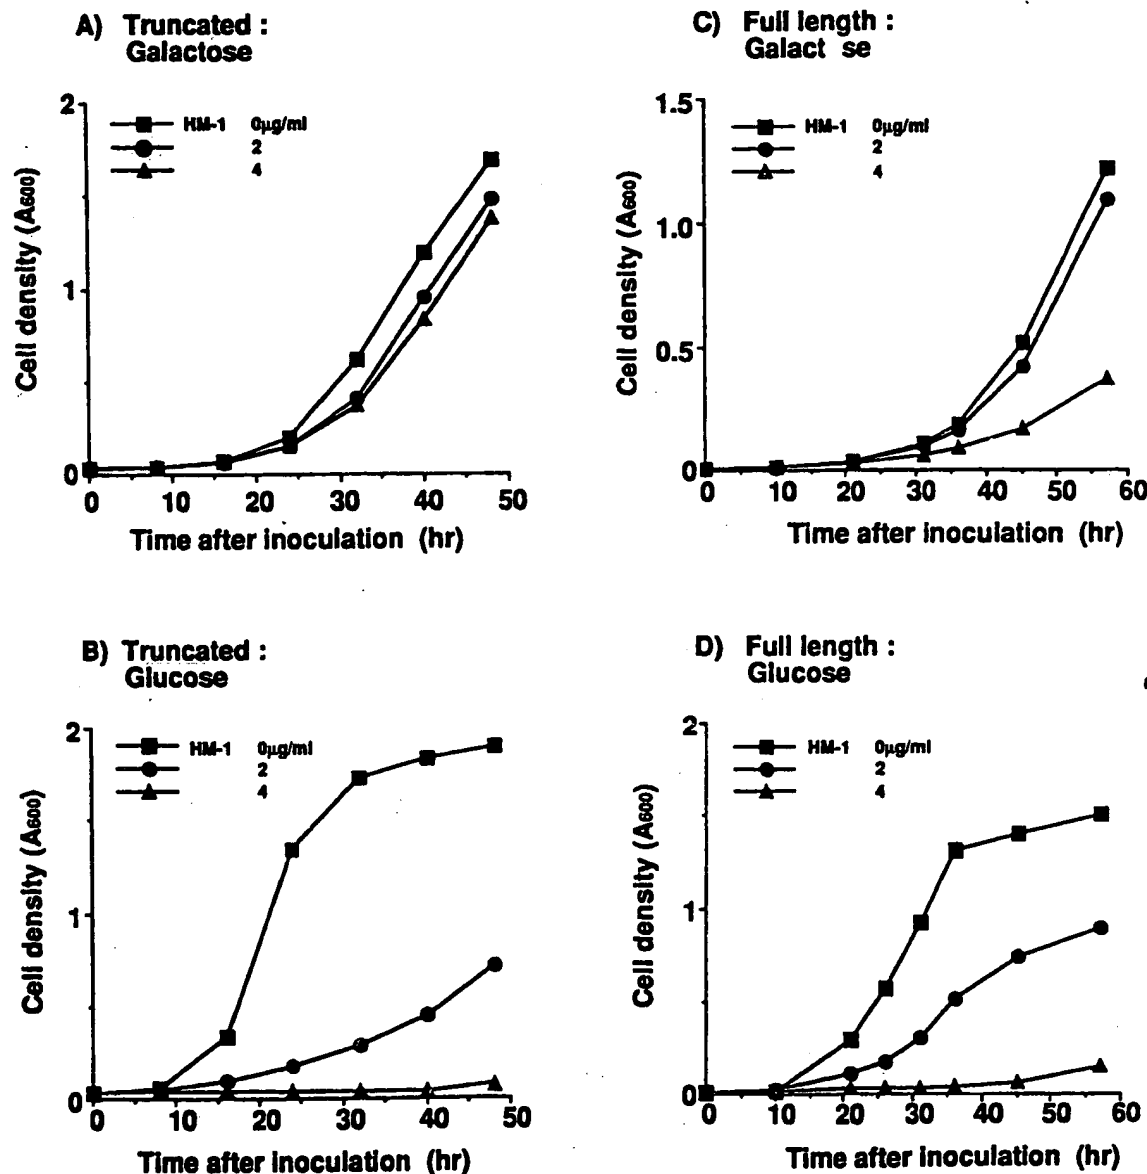 A) Truncated :
Galactose
2
HM-1 0µg/ml
2
4
1
0
Cell density (A600)
0 10 20 30 40 50
Time after inoculation (hr)
C) Full length :
Galact se
1.5
HM-1 0µg/ml
2
4
1.0
0.5
0
Cell density (A600)
0 10 20 30 40 50 60
Time after inoculation (hr)
B) Truncated :
Glucose
2
HM-1 0µg/ml
2
4
1
0
Cell density (A600)
0 10 20 30 40 50
Time after inoculation (hr)
D) Full length :
Glucose
2
HM-1 0µg/ml
2
4
1
0
Cell density (A600)
0 10 20 30 40 50 60
Time after inoculation (hr)